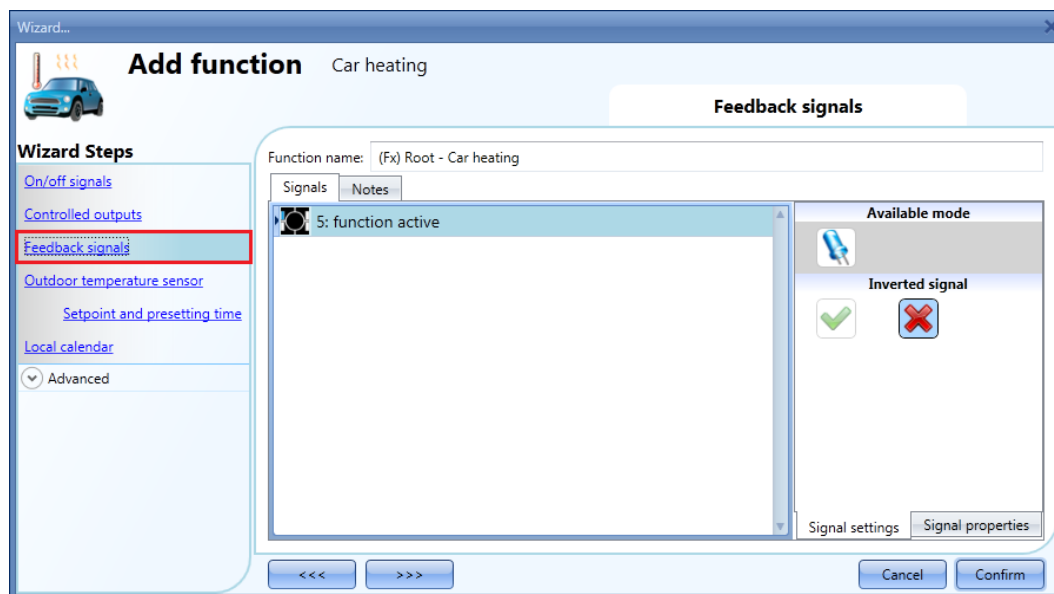 Wizard...
Add function Car heating
Feedback signals
Wizard Steps
On/off signals
Controlled outputs
Feedback signals
Outdoor temperature sensor
Setpoint and presetting time
Local calendar
Advanced
Function name: (Fx) Root - Car heating
Signals Notes
5: function active
Available mode
Inverted signal
Signal settings Signal properties
<<< >>> Cancel Confirm